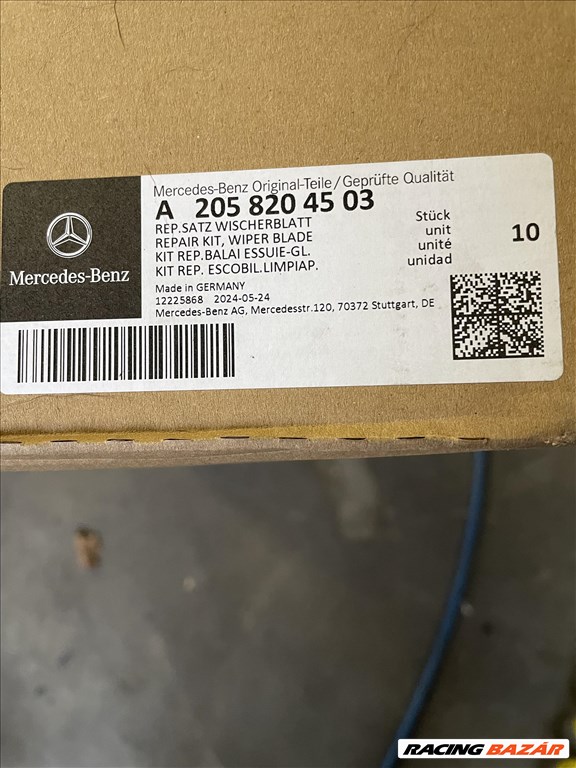 Mercedes-Benz
Mercedes-Benz Original-Teile/Geprüfte Qualität
A 205 820 45 03
REP.SATZ WISCHERBLATT
REPAIR KIT, WIPER BLADE
KIT REP.BALAI ESSUIE-GL.
KIT REP. ESCOBIL.LIMPIAP.
Stück
unit
unité
unidad
10
Made in GERMANY
12225868 2024-05-24
Mercedes-Benz AG, Mercedesstr.120, 70372 Stuttgart, DE
RACING BAZÁR.HU